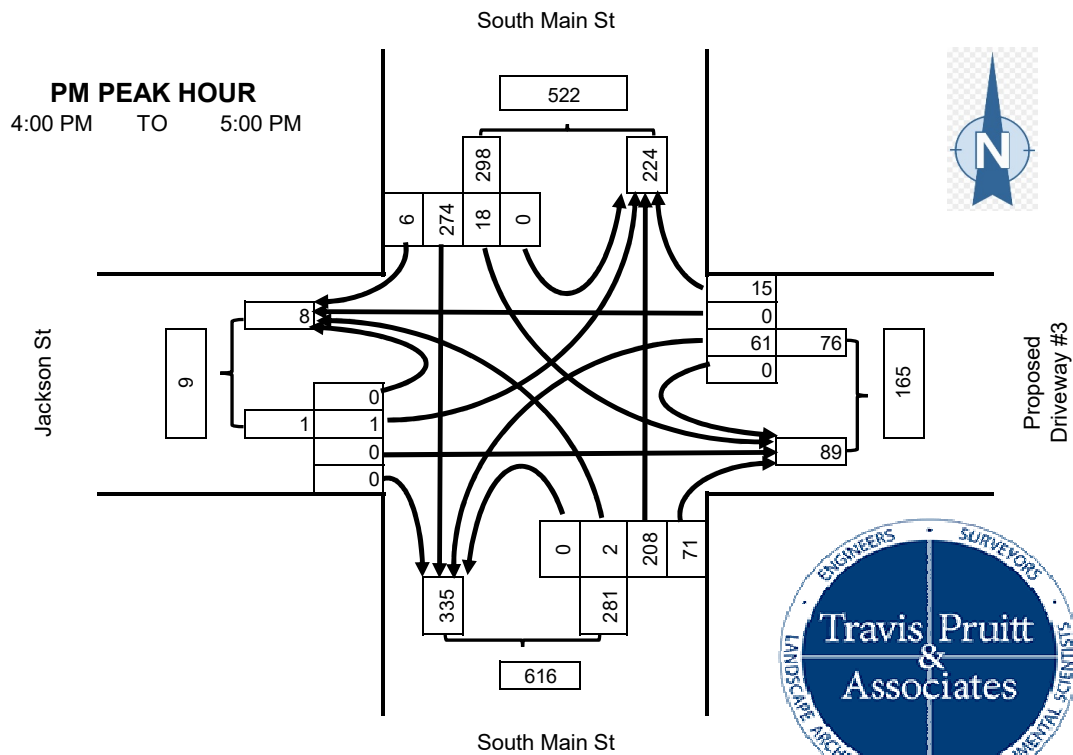 South Main St
PM PEAK HOUR
4:00 PM TO 5:00 PM
522
N
298
224
6 274 18 0
15
8
0
61 76
0
9
165
Jackson St
Proposed
Driveway #3
0
1 1
0
0
89
0 2 208 71
335
281
616
ENGINEERS · SURVEYORS
Travis Pruitt
&
Associates
LANDSCAPE
SCIENTISTS
South Main St